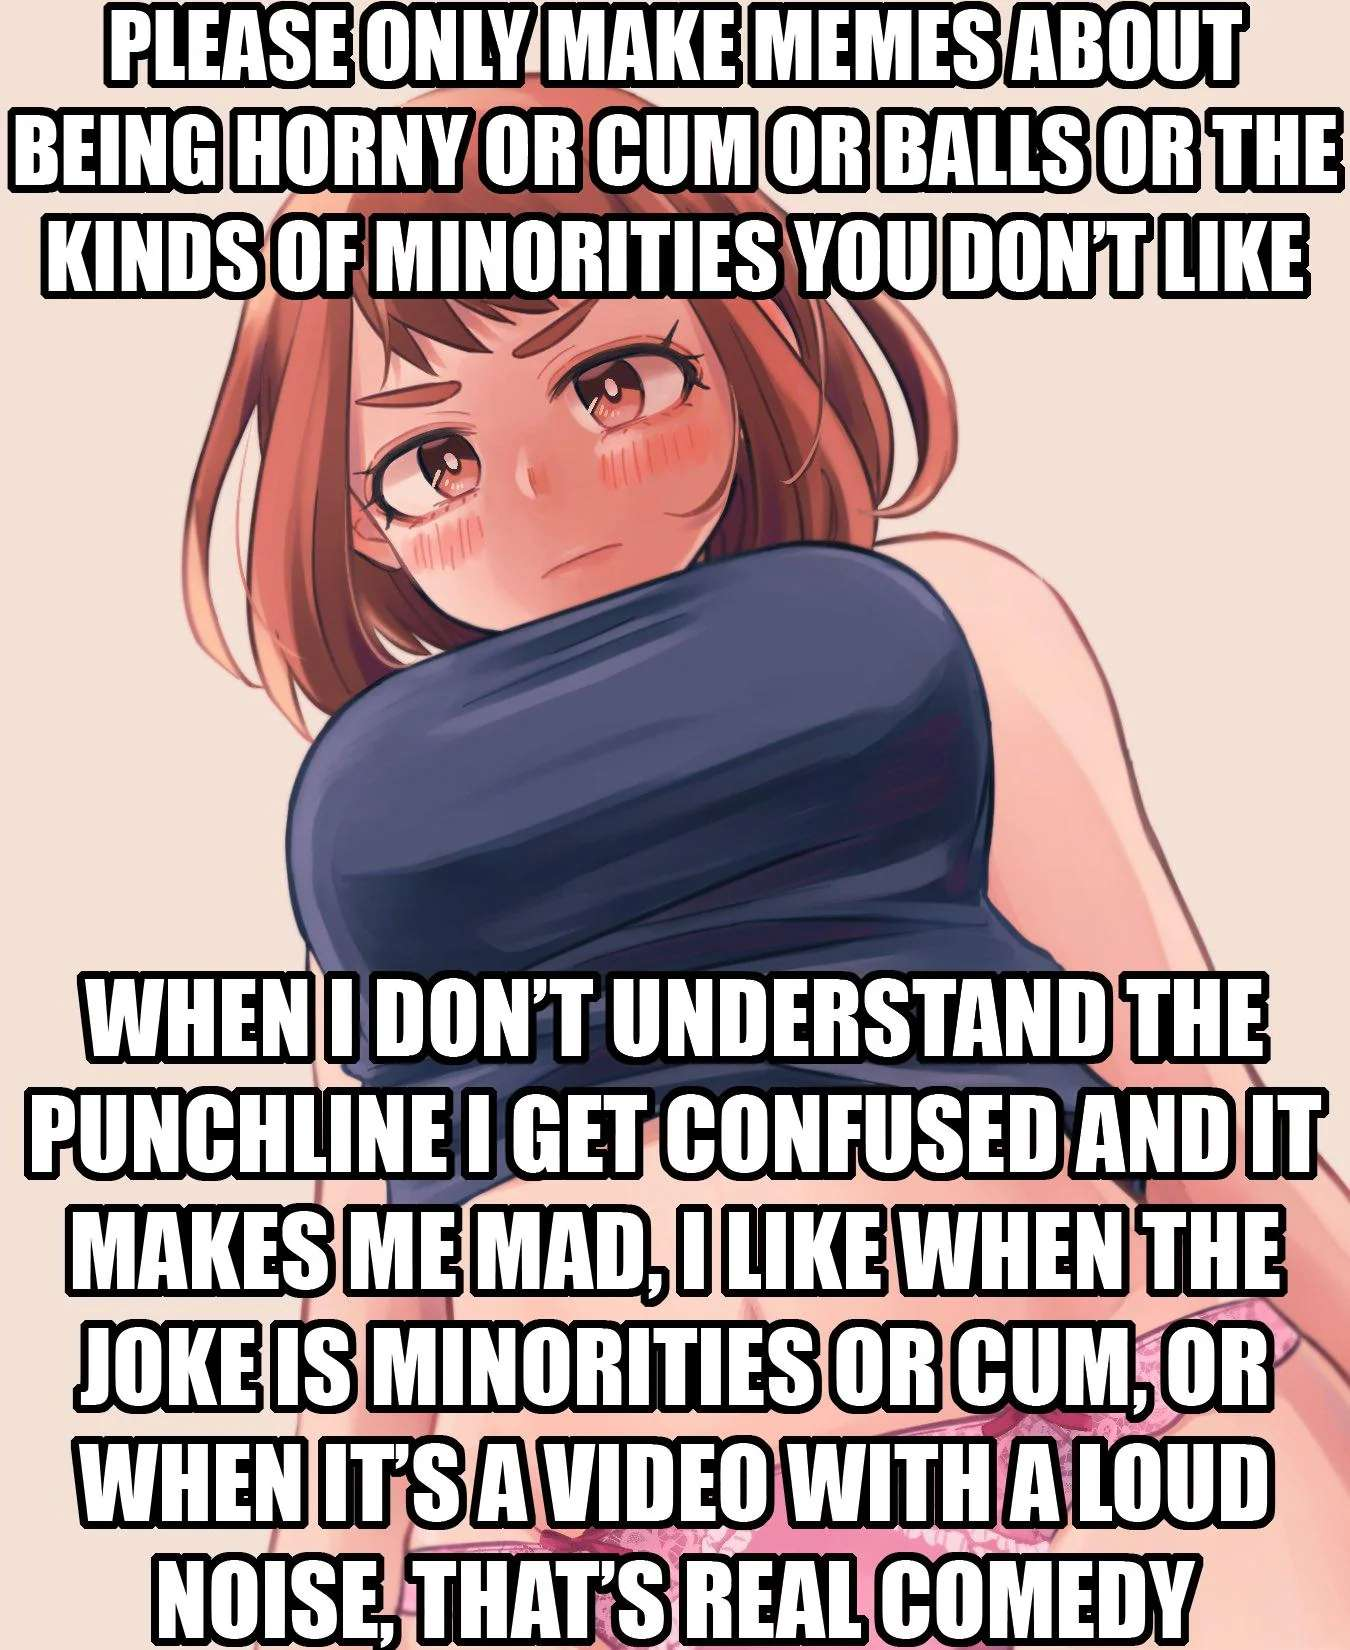 PLEASE ONLY MAKE MEMES ABOUT
BEING HORNY OR CUM OR BALLS OR THE
KINDS OF MINORITIES YOU DON'T LIKE
WHEN I DON'T UNDERSTAND THE
PUNCHLINE I GET CONFUSED AND IT
MAKES ME MAD, I LIKE WHEN THE
JOKE IS MINORITIES OR CUM, OR
WHEN IT'S A VIDEO WITH A LOUD
NOISE, THAT'S REAL COMEDY